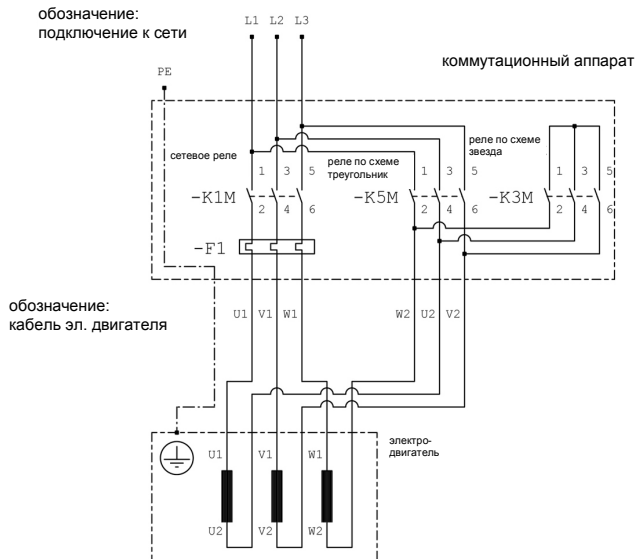 обозначение:
подключение к сети
L1 L2 L3
коммутационный аппарат
PE
сетевое реле
реле по схеме
треугольник
реле по схеме
звезда
1 3 5
1 3 5
1 3 5
-K1M
-K5M
-K3M
2 4 6
2 4 6
2 4 6
-F1
обозначение:
кабель эл. двигателя
U1 V1 W1
W2 U2 V2
электро-
двигатель
U1 V1 W1
U2 V2 W2